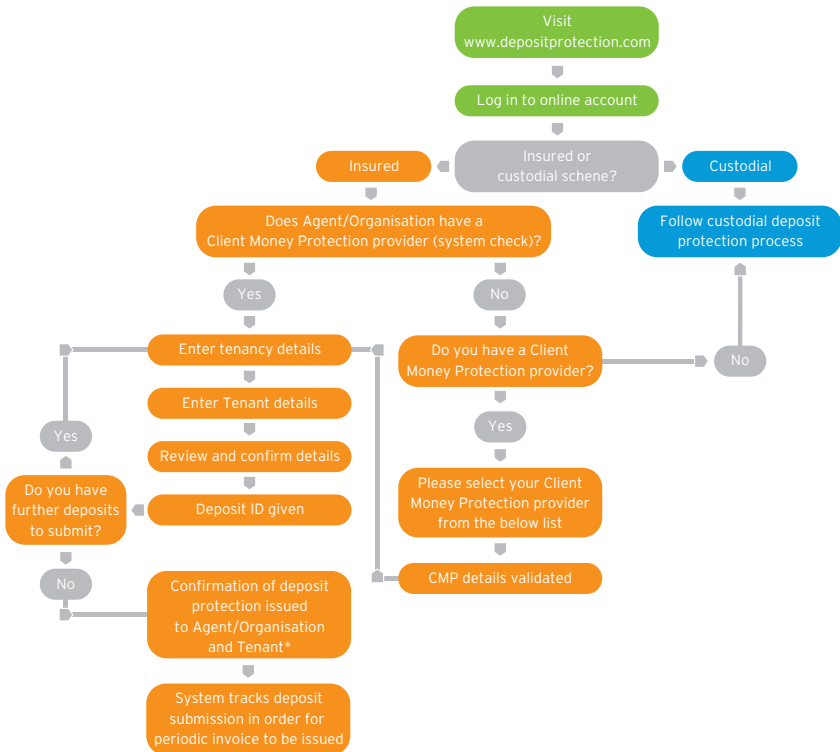 Visit
www.depositprotection.com
Log in to online account
Insured
Insured or
custodial schene?
Custodial
Does Agent/Organisation have a
Client Money Protection provider (system check)?
Follow custodial deposit
protection process
Yes
No
Enter tenancy details
Do you have a Client
Money Protection provider?
No
Enter Tenant details
Yes
Yes
Review and confirm details
Please select your Client
Money Protection provider
from the below list
Do you have
further deposits
to submit?
Deposit ID given
No
CMP details validated
Confirmation of deposit
protection issued
to Agent/Organisation
and Tenant*
System tracks deposit
submission in order for
periodic invoice to be issued